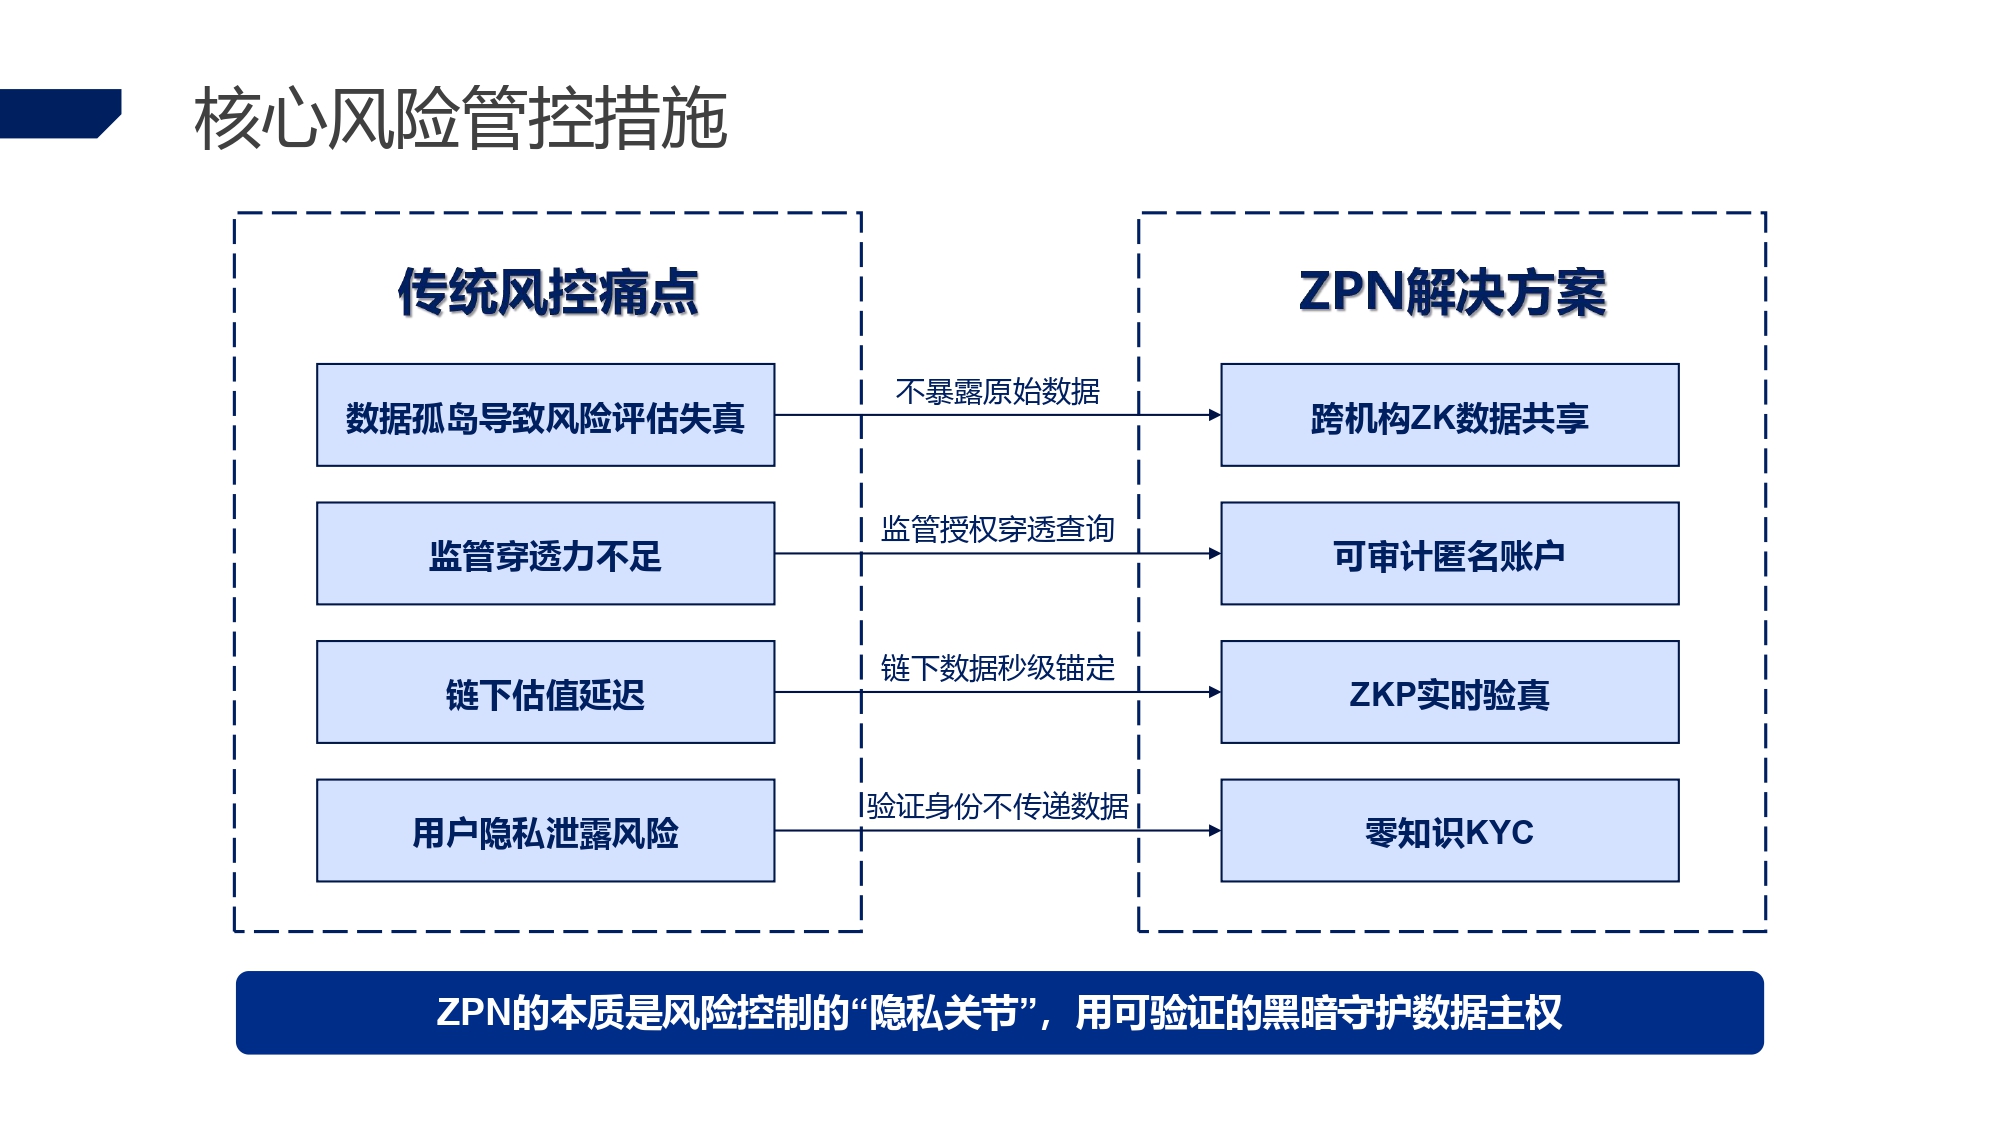 核心风险管控措施
传统风控痛点
ZPN解决方案
数据孤岛导致风险评估失真
不暴露原始数据
跨机构ZK数据共享
监管穿透力不足
监管授权穿透查询
可审计匿名账户
链下估值延迟
链下数据秒级锚定
ZKP实时验真
用户隐私泄露风险
验证身份不传递数据
零知识KYC
ZPN的本质是风险控制的“隐私关节”，用可验证的黑暗守护数据主权